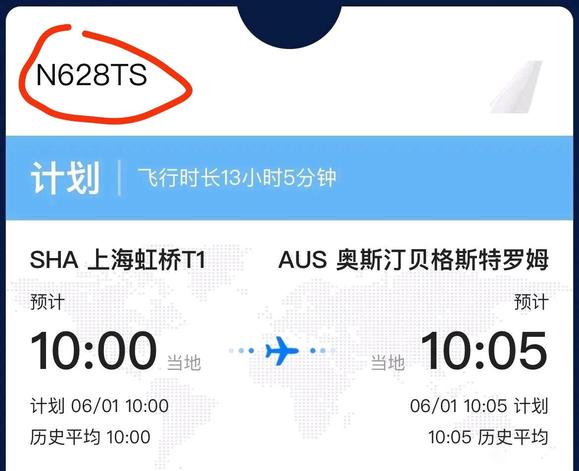 N628TS
计划 飞行时长13小时5分钟
SHA 上海虹桥T1 AUS 奥斯汀贝格斯特罗姆
预计 预计
10:00 当地 当地 10:05
计划 06/01 10:00 06/01 10:05 计划
历史平均 10:00 10:05 历史平均